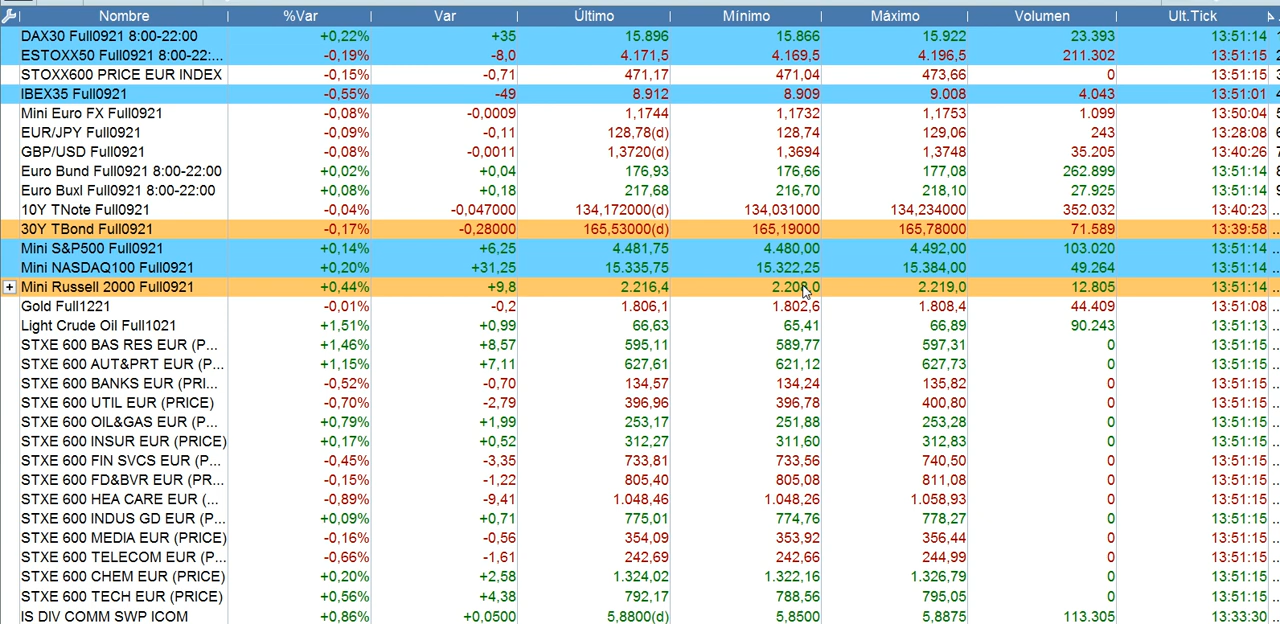 Nombre %Var Var Último Mínimo Máximo Volumen Ult.Tick
DAX30 Full0921 8:00-22:00 +0,22% +35 15.896 15.866 15.922 23.393 13:51:14
ESTOXX50 Full0921 8:00-22:... -0,19% -8,0 4.171,5 4.169,5 4.196,5 211.302 13:51:15
STOXX600 PRICE EUR INDEX -0,15% -0,71 471,17 471,04 473,66 0 13:51:15
IBEX35 Full0921 -0,55% -49 8.912 8.909 9.008 4.043 13:51:01
Mini Euro FX Full0921 -0,08% -0,0009 1,1744 1,1732 1,1753 1.099 13:50:04
EUR/JPY Full0921 -0,09% -0,11 128,78(d) 128,74 129,06 243 13:28:08
GBP/USD Full0921 -0,08% -0,0011 1,3720(d) 1,3694 1,3748 35.205 13:40:26
Euro Bund Full0921 8:00-22:00 +0,02% +0,04 176,93 176,66 177,08 262.899 13:51:14
Euro Buxl Full0921 8:00-22:00 +0,08% +0,18 217,68 216,70 218,10 27.925 13:51:14
10Y TNote Full0921 -0,04% -0,047000 134,172000(d) 134,031000 134,234000 352.032 13:40:23
30Y TBond Full0921 -0,17% -0,28000 165,53000(d) 165,19000 165,78000 71.589 13:39:58 ...
Mini S&P500 Full0921 +0,14% +6,25 4.481,75 4.480,00 4.492,00 103.020 13:51:14 ...
Mini NASDAQ100 Full0921 +0,20% +31,25 15.335,75 15.322,25 15.384,00 49.264 13:51:14 ...
Mini Russell 2000 Full0921 +0,44% +9,8 2.216,4 2.208,0 2.219,0 12.805 13:51:14 ...
Gold Full1221 -0,01% -0,2 1.806,1 1.802,6 1.808,4 44.409 13:51:08 ...
Light Crude Oil Full1021 +1,51% +0,99 66,63 65,41 66,89 90.243 13:51:13 ...
STXE 600 BAS RES EUR (P... +1,46% +8,57 595,11 589,77 597,31 0 13:51:15 ...
STXE 600 AUT&PRT EUR (P... +1,15% +7,11 627,61 621,12 627,73 0 13:51:15 ...
STXE 600 BANKS EUR (PRI... -0,52% -0,70 134,57 134,24 135,82 0 13:51:15 ...
STXE 600 UTIL EUR (PRICE) -0,70% -2,79 396,96 396,78 400,80 0 13:51:15 ...
STXE 600 OIL&GAS EUR (P... +0,79% +1,99 253,17 251,88 253,28 0 13:51:15 ...
STXE 600 INSUR EUR (PRICE) +0,17% +0,52 312,27 311,60 312,83 0 13:51:15 ...
STXE 600 FIN SVCS EUR (P... -0,45% -3,35 733,81 733,56 740,50 0 13:51:15 ...
STXE 600 FD&BVR EUR (PR... -0,15% -1,22 805,40 805,08 811,08 0 13:51:15 ...
STXE 600 HEA CARE EUR (... -0,89% -9,41 1.048,46 1.048,26 1.058,93 0 13:51:15 ...
STXE 600 INDUS GD EUR (P... +0,09% +0,71 775,01 774,76 778,27 0 13:51:15 ...
STXE 600 MEDIA EUR (PRICE) -0,16% -0,56 354,09 353,92 356,44 0 13:51:15 ...
STXE 600 TELECOM EUR (P... -0,66% -1,61 242,69 242,66 244,99 0 13:51:15 ...
STXE 600 CHEM EUR (PRICE) +0,20% +2,58 1.324,02 1.322,16 1.326,79 0 13:51:15 ...
STXE 600 TECH EUR (PRICE) +0,56% +4,38 792,17 788,56 795,05 0 13:51:15 ...
IS DIV COMM SWP ICOM +0,86% +0,0500 5,8800(d) 5,8500 5,8875 113.305 13:33:30 ...